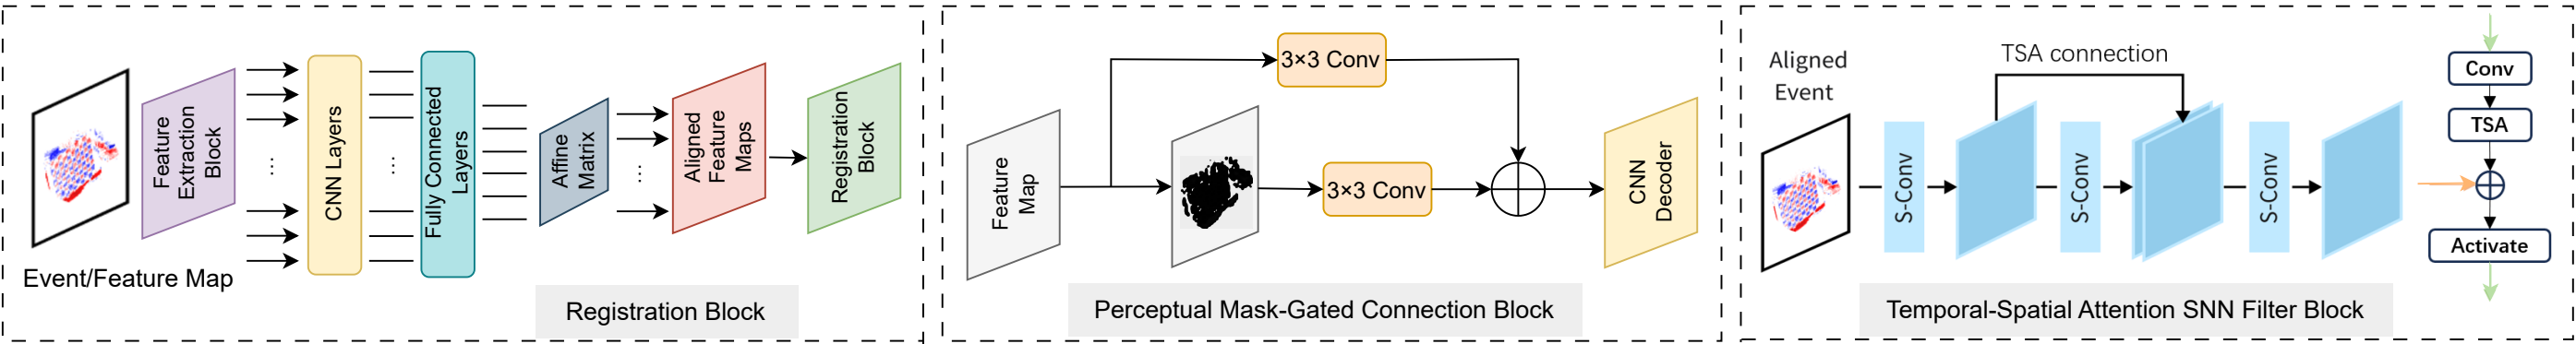 Event/Feature Map
Feature
Extraction
Block
CNN Layers
Fully Connected
Layers
Affine
Matrix
Aligned
Feature
Maps
Registration
Block
Registration Block
Feature
Map
3×3 Conv
3×3 Conv
CNN
Decoder
Perceptual Mask-Gated Connection Block
Aligned
Event
S-Conv
TSA connection
S-Conv
S-Conv
Conv
TSA
Activate
Temporal-Spatial Attention SNN Filter Block